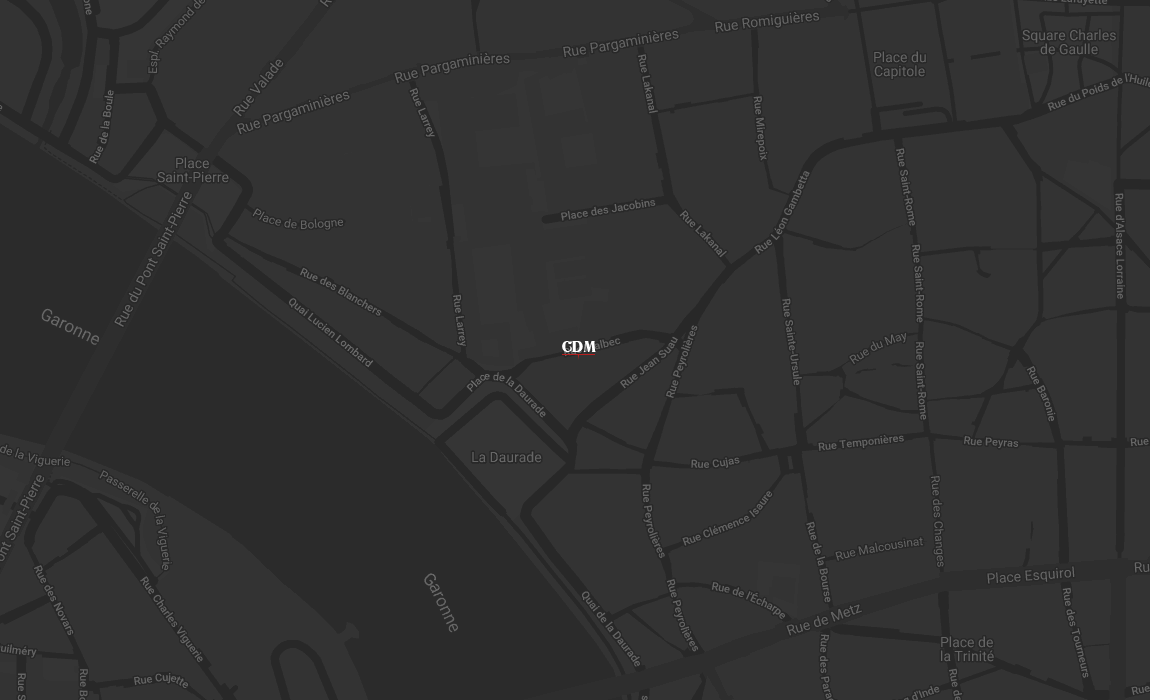 Rue Romiguières
Rue Pargaminières
Rue Pargaminières
Rue Pargaminières
Rue Valade
Espl. Raymond de
Square Charles
de Gaulle
Place du
Capitole
Rue du Poids de l'Huile
Rue Lakanal
Rue Larrey
Rue Mirepoix
Rue de la Boule
Place
Saint-Pierre
Rue Saint-Rome
Place de Bologne
Place des Jacobins
Rue Lakanal
Rue Léon Gambetta
Rue d'Alsace Lorraine
Rue du Pont Saint-Pierre
Rue des Blanchers
Quai Lucien Lombard
Rue Saint-Rome
Garonne
Rue Larrey
CDM
Rue Jean Suau
Rue Peyrolières
Rue Sainte-Ursule
Rue du May
Rue Saint-Rome
Place de la Daurade
Rue Baronie
La Daurade
Rue Cujas
Rue Temponières
Rue Peyras
Rue
de la Viguerie
Passerelle de la Viguerie
ont Saint-Pierre
Rue Peyrolières
Rue Clémence Isaure
Rue des Changes
Rue de la Bourse
Rue Malcousinat
Place Esquirol
Garonne
Rue des Novars
Rue Charles Viguerie
Rue de l'Écharpe
Rue de Metz
Rue Peyrolières
Quai de la Daurade
Rue des Tourneurs
Place de
la Trinité
Rue Cujette
Rue des Para
d'Inde